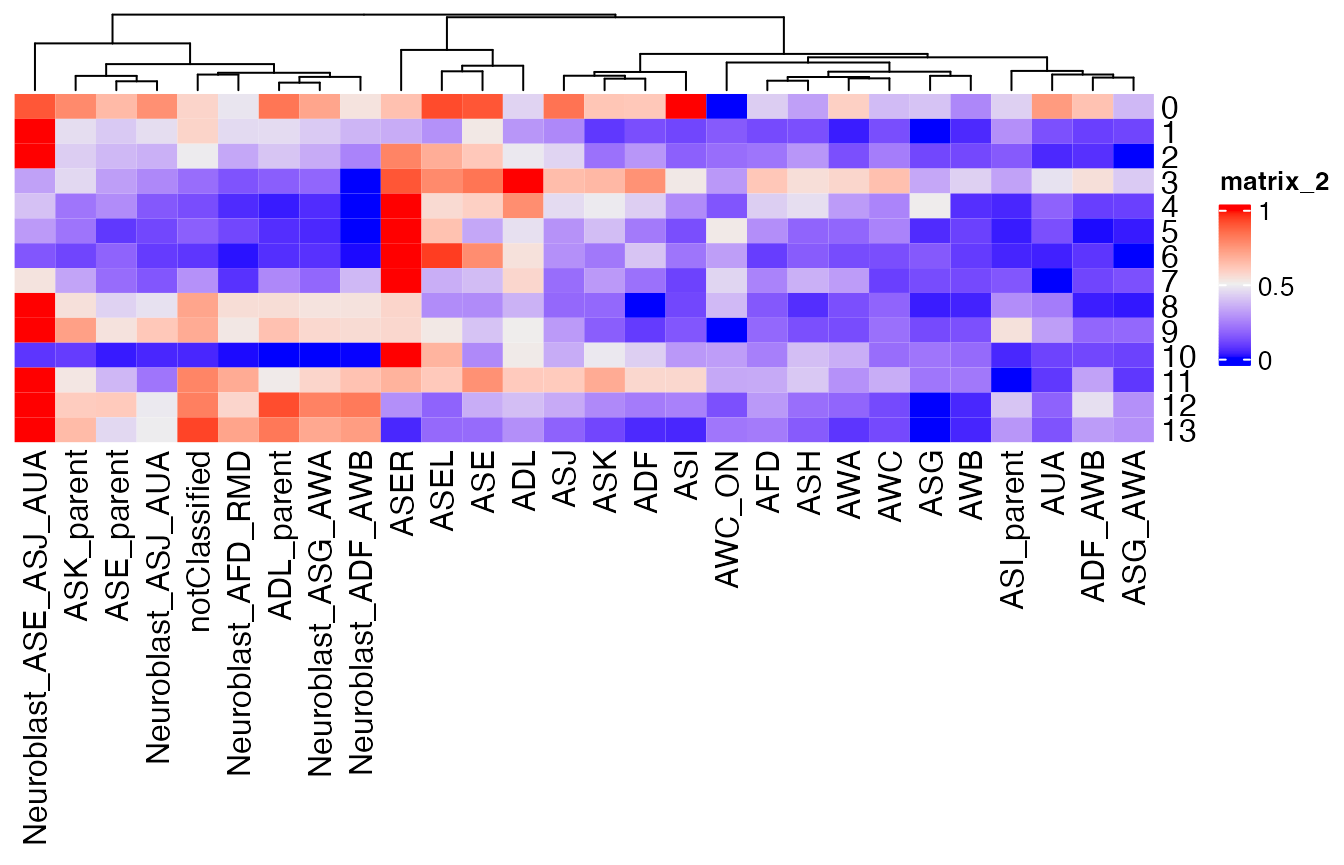 0
1
2
3
4
5
6
7
8
9
10
11
12
13
matrix_2
1
0.5
0
Neuroblast_ASE_ASJ_AUA
ASK_parent
ASE_parent
Neuroblast_ASJ_AUA
notClassified
Neuroblast_AFD_RMD
ADL_parent
Neuroblast_ASG_AWA
Neuroblast_ADF_AWB
ASER
ASEL
ASE
ADL
ASJ
ASK
ADF
ASI
AWC_ON
AFD
ASH
AWA
AWC
ASG
AWB
ASI_parent
AUA
ADF_AWB
ASG_AWA